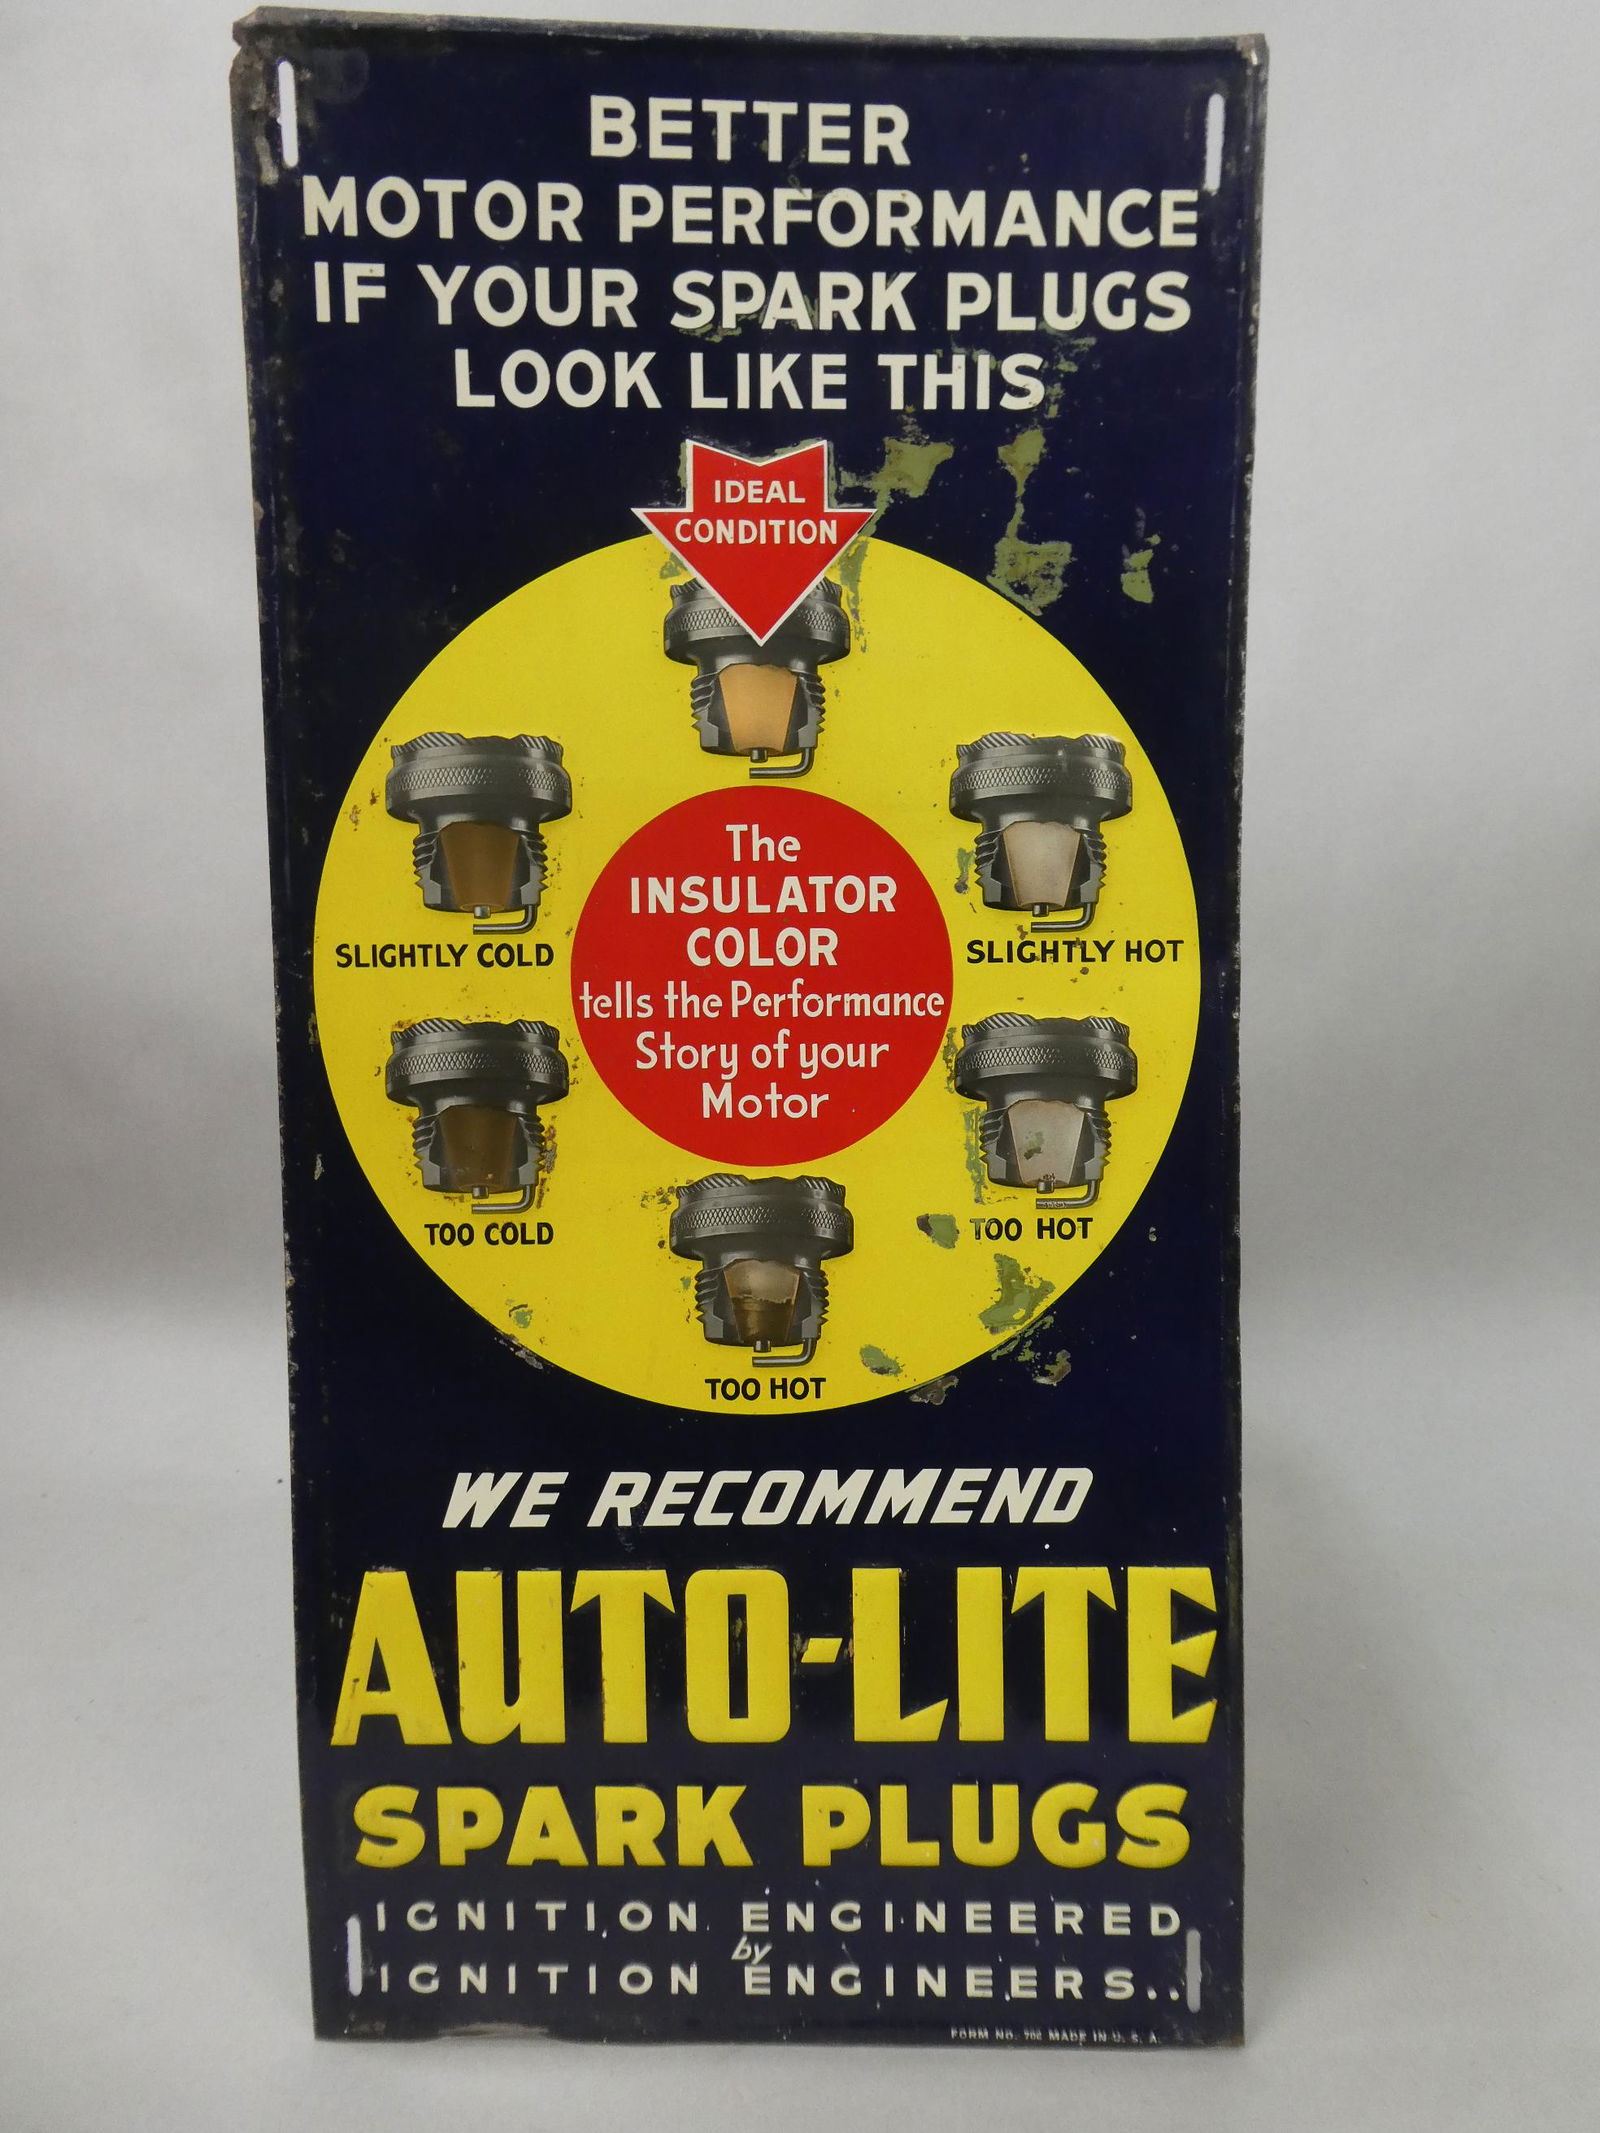 BETTER
MOTOR PERFORMANCE
IF YOUR SPARK PLUGS
LOOK LIKE THIS
IDEAL
CONDITION
The
INSULATOR
COLOR
tells the Performance
Story of your
Motor
SLIGHTLY COLD
SLIGHTLY HOT
TOO COLD
TOO HOT
TOO HOT
WE RECOMMEND
AUTO-LITE
SPARK PLUGS
IGNITION ENGINEERED
by
IGNITION ENGINEERS..
FORM NO. MADE IN U. S. A.